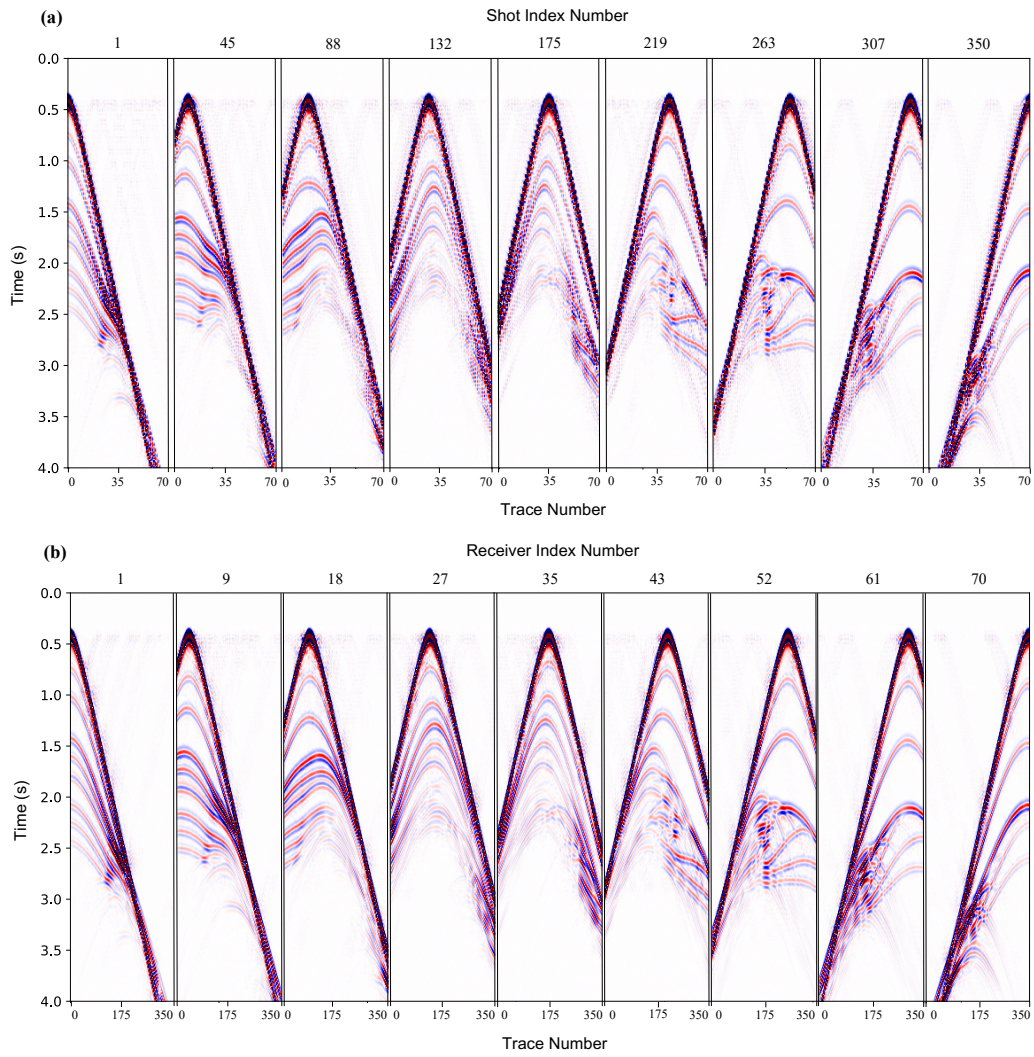 (a)
Shot Index Number
1 45 88 132 175 219 263 307 350
0.0
0.5
1.0
1.5
2.0
2.5
3.0
3.5
4.0
Time (s)
0 35 70 0 35 70 0 35 70 0 35 70 0 35 70 0 35 70 0 35 70 0 35 70 0 35 70
Trace Number
(b)
Receiver Index Number
1 9 18 27 35 43 52 61 70
0.0
0.5
1.0
1.5
2.0
2.5
3.0
3.5
4.0
Time (s)
0 175 350 0 175 350 0 175 350 0 175 350 0 175 350 0 175 350 0 175 350 0 175 350 0 175 350
Trace Number